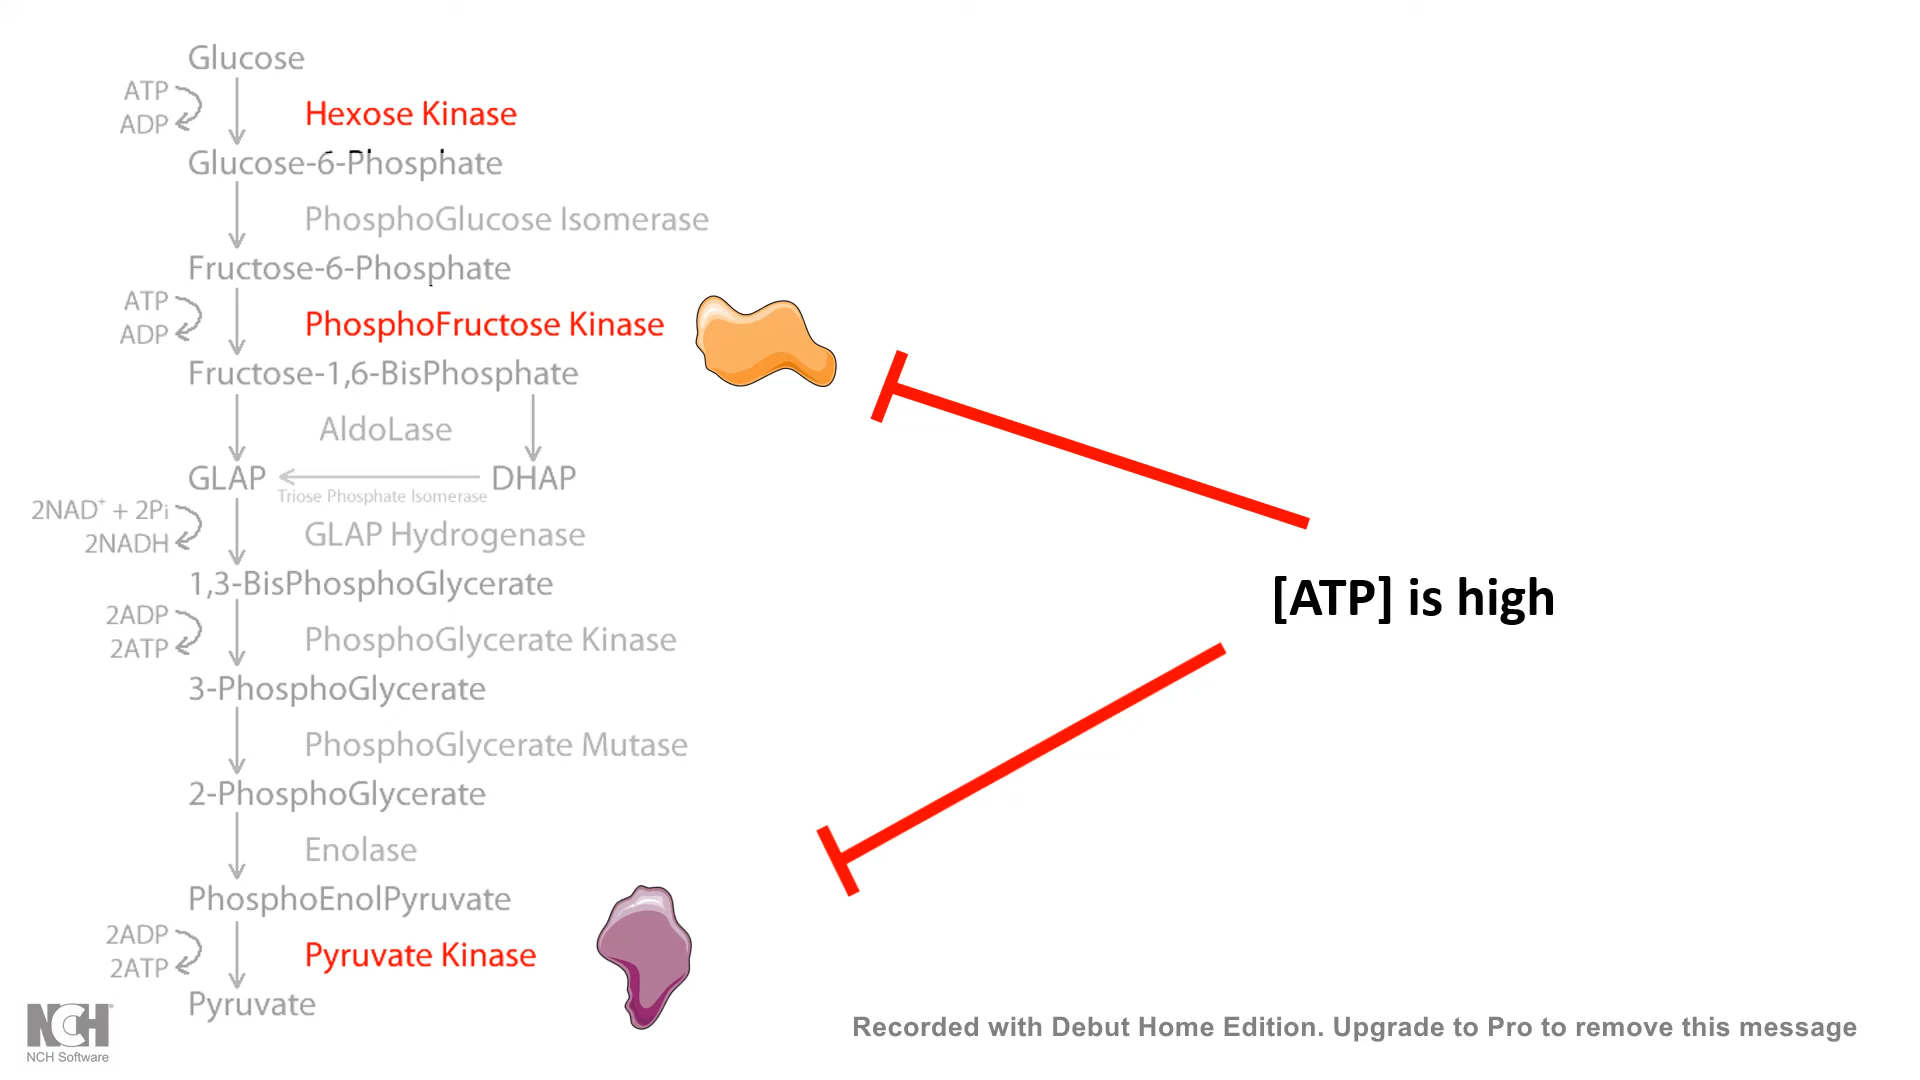 Glucose
ATP
ADP
Hexose Kinase
Glucose-6-Phosphate
PhosphoGlucose Isomerase
Fructose-6-Phosphate
ATP
ADP
PhosphoFructose Kinase
Fructose-1,6-BisPhosphate
AldoLase
GLAP
DHAP
Triose Phosphate Isomerase
2NAD⁺ + 2Pi
2NADH
GLAP Hydrogenase
1,3-BisPhosphoGlycerate
2ADP
2ATP
PhosphoGlycerate Kinase
3-PhosphoGlycerate
PhosphoGlycerate Mutase
2-PhosphoGlycerate
Enolase
PhosphoEnolPyruvate
2ADP
2ATP
Pyruvate Kinase
Pyruvate
[ATP] is high
NCH
NCH Software
Recorded with Debut Home Edition. Upgrade to Pro to remove this message